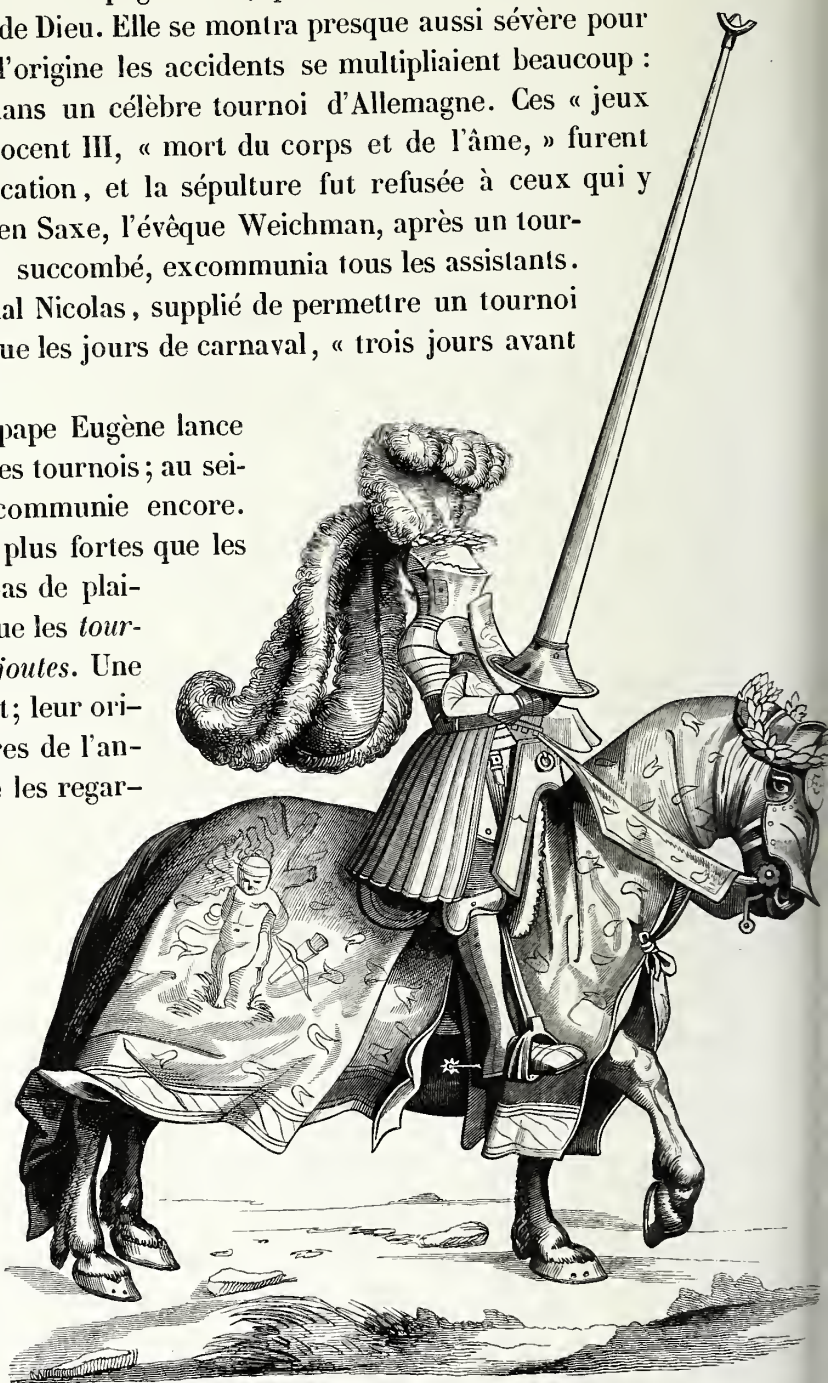 de Dieu. Elle se montra presque aussi sévère pour
l'origine les accidents se multipliaient beaucoup :
ans un célèbre tournoi d'Allemagne. Ces « jeux
ocent III, « mort du corps et de l'âme, » furent
cation, et la sépulture fut refusée à ceux qui y
en Saxe, l'évêque Weichman, après un tour-
succombé, excommunia tous les assistants.
al Nicolas, supplié de permettre un tournoi
ue les jours de carnaval, « trois jours avant
pape Eugène lance
es tournois ; au sei-
communie encore.
plus fortes que les
as de plai-
ue les tour-
joutes. Une
t; leur ori-
res de l'an-
les regar-